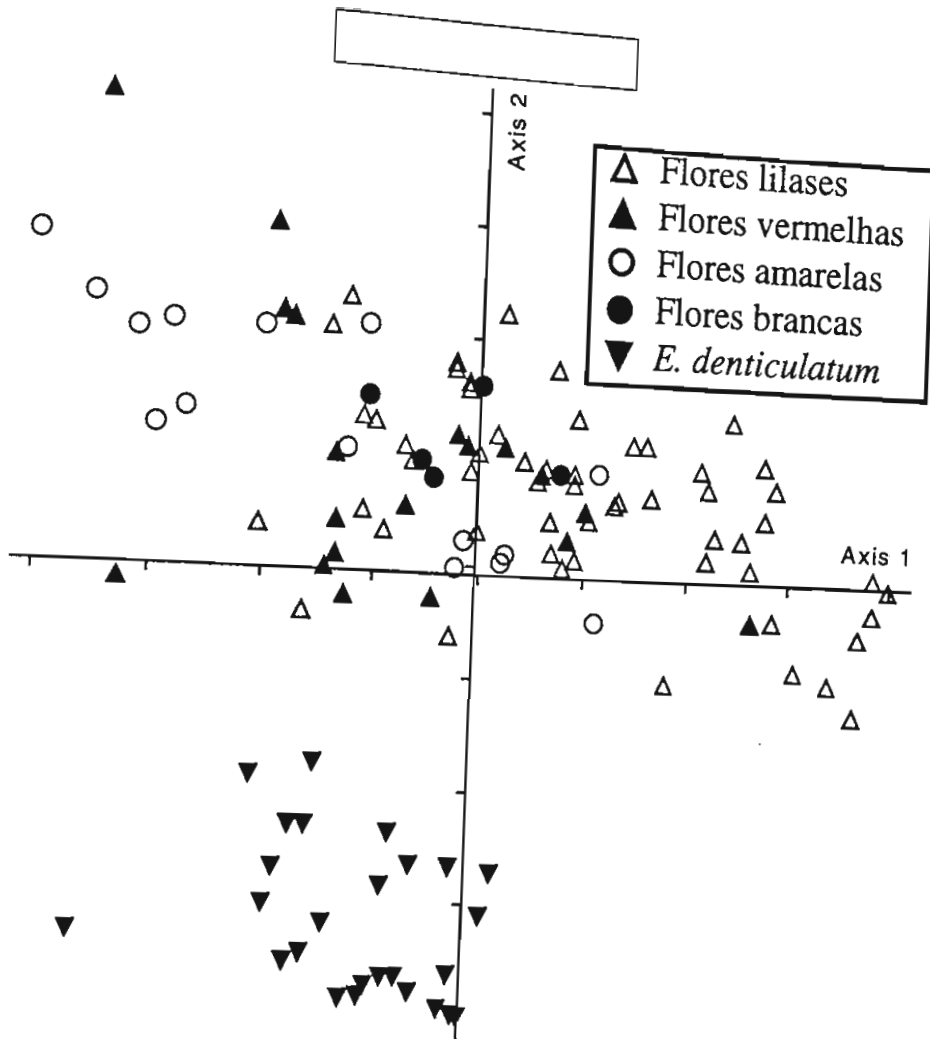 Axis 2
Flores lilases
Flores vermelhas
Flores amarelas
Flores brancas
E. denticulatum
Axis 1